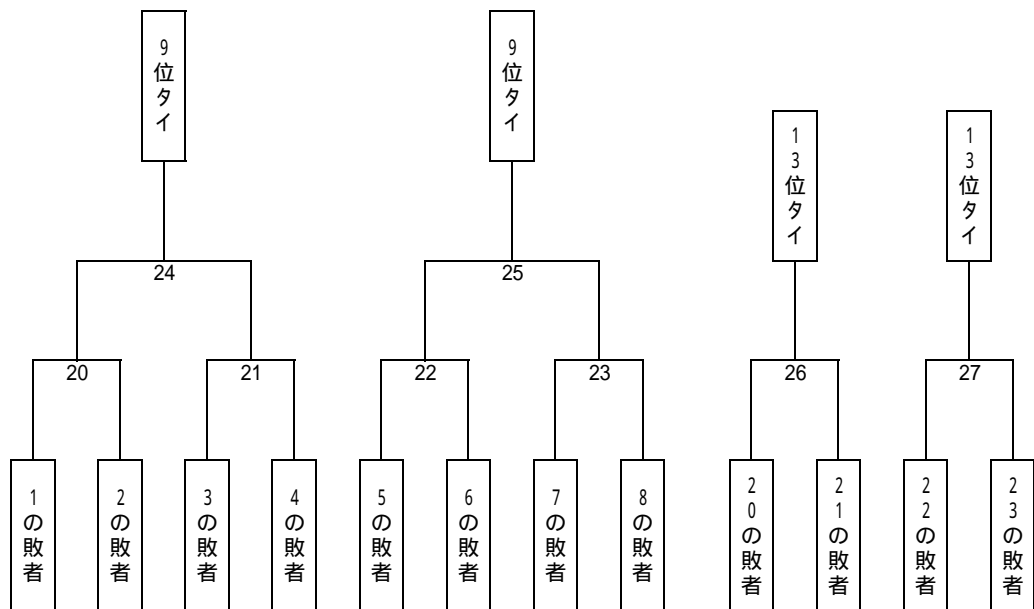 9位タイ
9位タイ
13位タイ
13位タイ
24
25
20
21
22
23
26
27
1の敗者
2の敗者
3の敗者
4の敗者
5の敗者
6の敗者
7の敗者
8の敗者
20の敗者
21の敗者
22の敗者
23の敗者